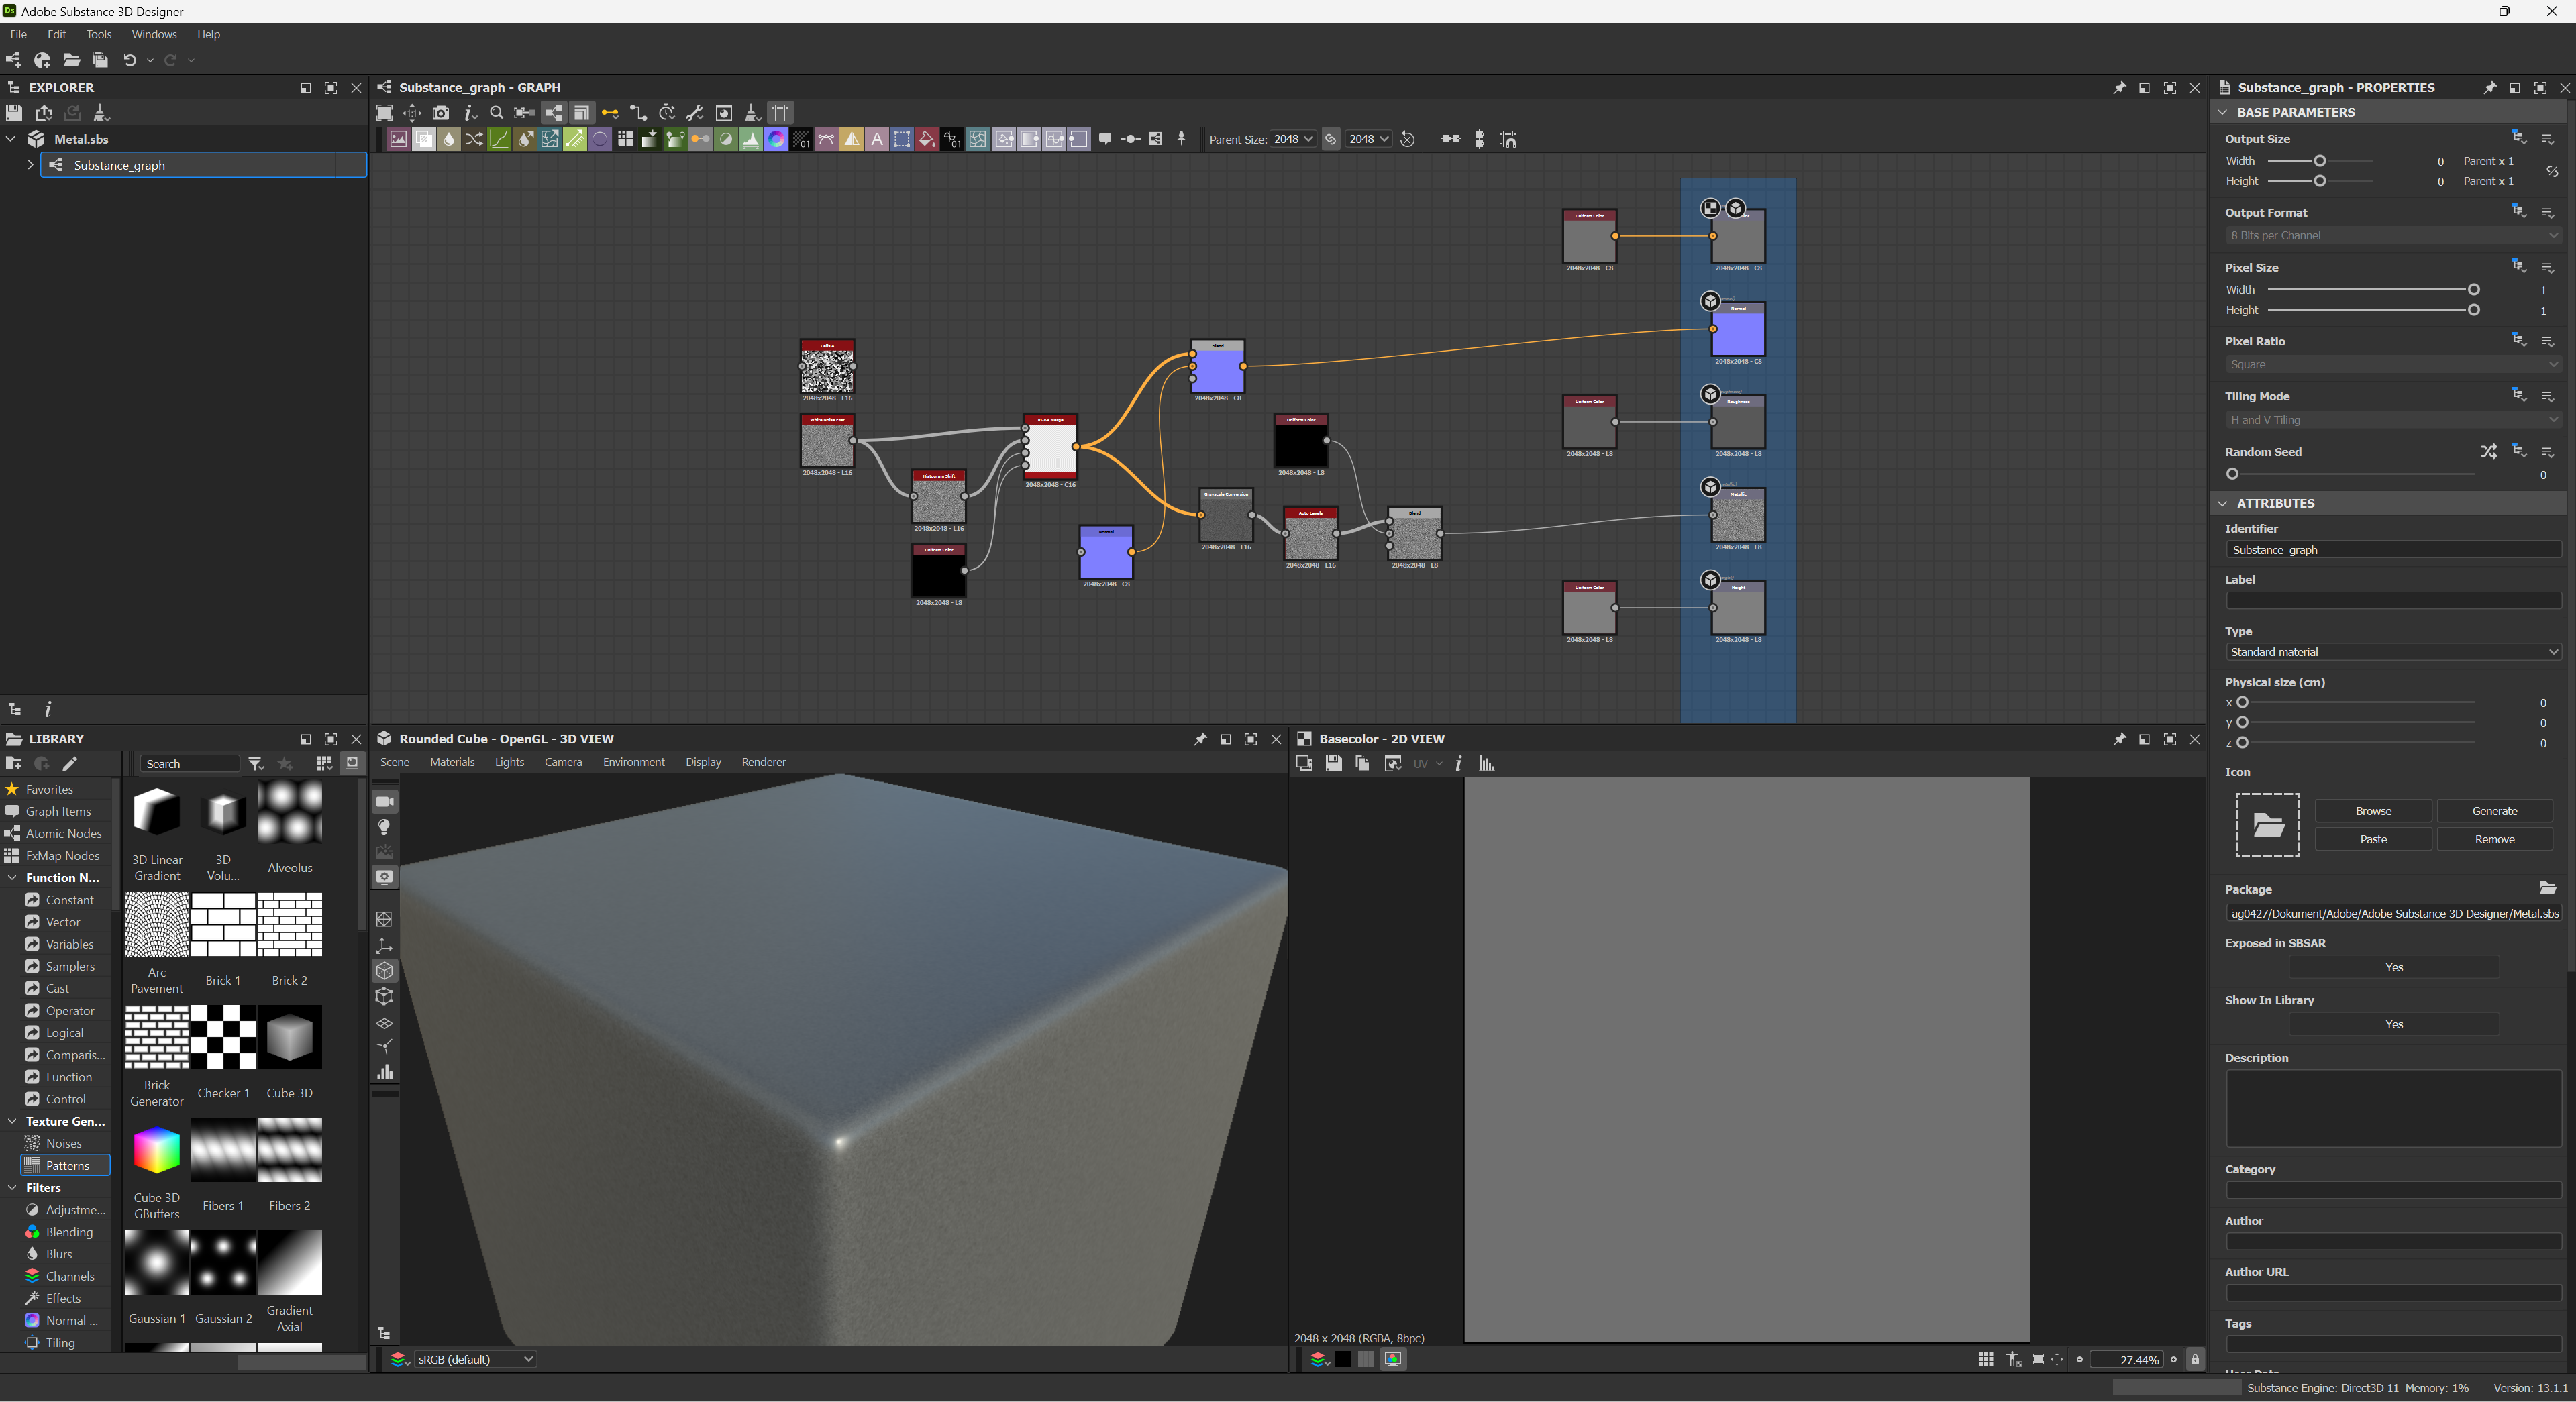 Adobe Substance 3D Designer
File Edit Tools Windows Help
EXPLORER
Metal.sbs
Substance_graph
Substance_graph - GRAPH
Parent Size: 2048 2048
Uniform Color
2048x2048 - C8
2048x2048 - C8
Normal
2048x2048 - C8
Cells 4
2048x2048 - L16
Blend
2048x2048 - C8
White Noise Fast
2048x2048 - L16
RGBA Merge
2048x2048 - C16
Uniform Color
2048x2048 - L8
Uniform Color
2048x2048 - L8
Roughness
2048x2048 - L8
Histogram Shift
2048x2048 - L16
Grayscale Conversion
2048x2048 - L16
Auto Levels
2048x2048 - L16
Blend
2048x2048 - L8
Metallic
2048x2048 - L8
Uniform Color
2048x2048 - L8
Normal
2048x2048 - C8
Uniform Color
2048x2048 - L8
Height
2048x2048 - L8
LIBRARY
Search
Favorites
Graph Items
Atomic Nodes
FxMap Nodes
Function N...
Constant
Vector
Variables
Samplers
Cast
Operator
Logical
Comparis...
Function
Control
Texture Gen...
Noises
Patterns
Filters
Adjustme...
Blending
Blurs
Channels
Effects
Normal ...
Tiling
3D Linear Gradient
3D Volu...
Alveolus
Arc Pavement
Brick 1
Brick 2
Brick Generator
Checker 1
Cube 3D
Cube 3D GBuffers
Fibers 1
Fibers 2
Gaussian 1
Gaussian 2
Gradient Axial
Rounded Cube - OpenGL - 3D VIEW
Scene Materials Lights Camera Environment Display Renderer
sRGB (default)
Basecolor - 2D VIEW
UV
2048 x 2048 (RGBA, 8bpc)
27.44%
Substance_graph - PROPERTIES
BASE PARAMETERS
Output Size
Width 0 Parent x 1
Height 0 Parent x 1
Output Format
8 Bits per Channel
Pixel Size
Width 1
Height 1
Pixel Ratio
Square
Tiling Mode
H and V Tiling
Random Seed
0
ATTRIBUTES
Identifier
Substance_graph
Label
Type
Standard material
Physical size (cm)
x 0
y 0
z 0
Icon
Browse Generate
Paste Remove
Package
ag0427/Dokument/Adobe/Adobe Substance 3D Designer/Metal.sbs
Exposed in SBSAR
Yes
Show In Library
Yes
Description
Category
Author
Author URL
Tags
Substance Engine: Direct3D 11 Memory: 1% Version: 13.1.1